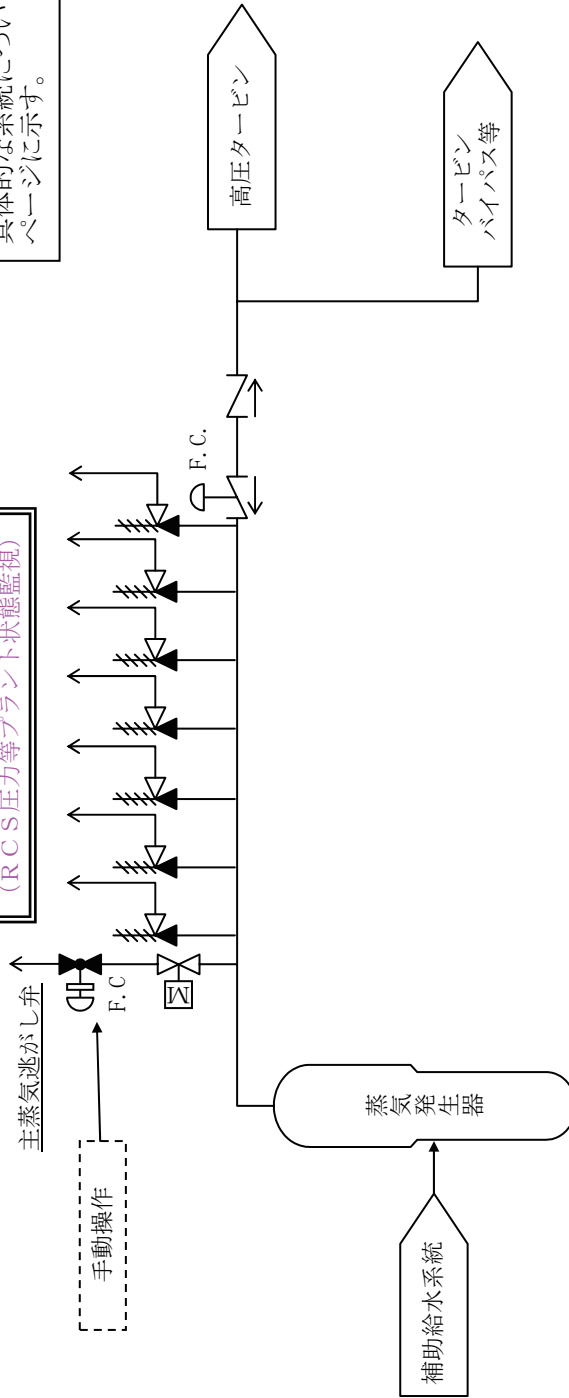 具体的な系統につい
ページに示す。
(RCS圧力等プラント状態監視)
主蒸気逃がし弁
手動操作
F.C
M
F.C.
高圧タービン
タービン
バイパス等
蒸気
発生
器
補助給水系統